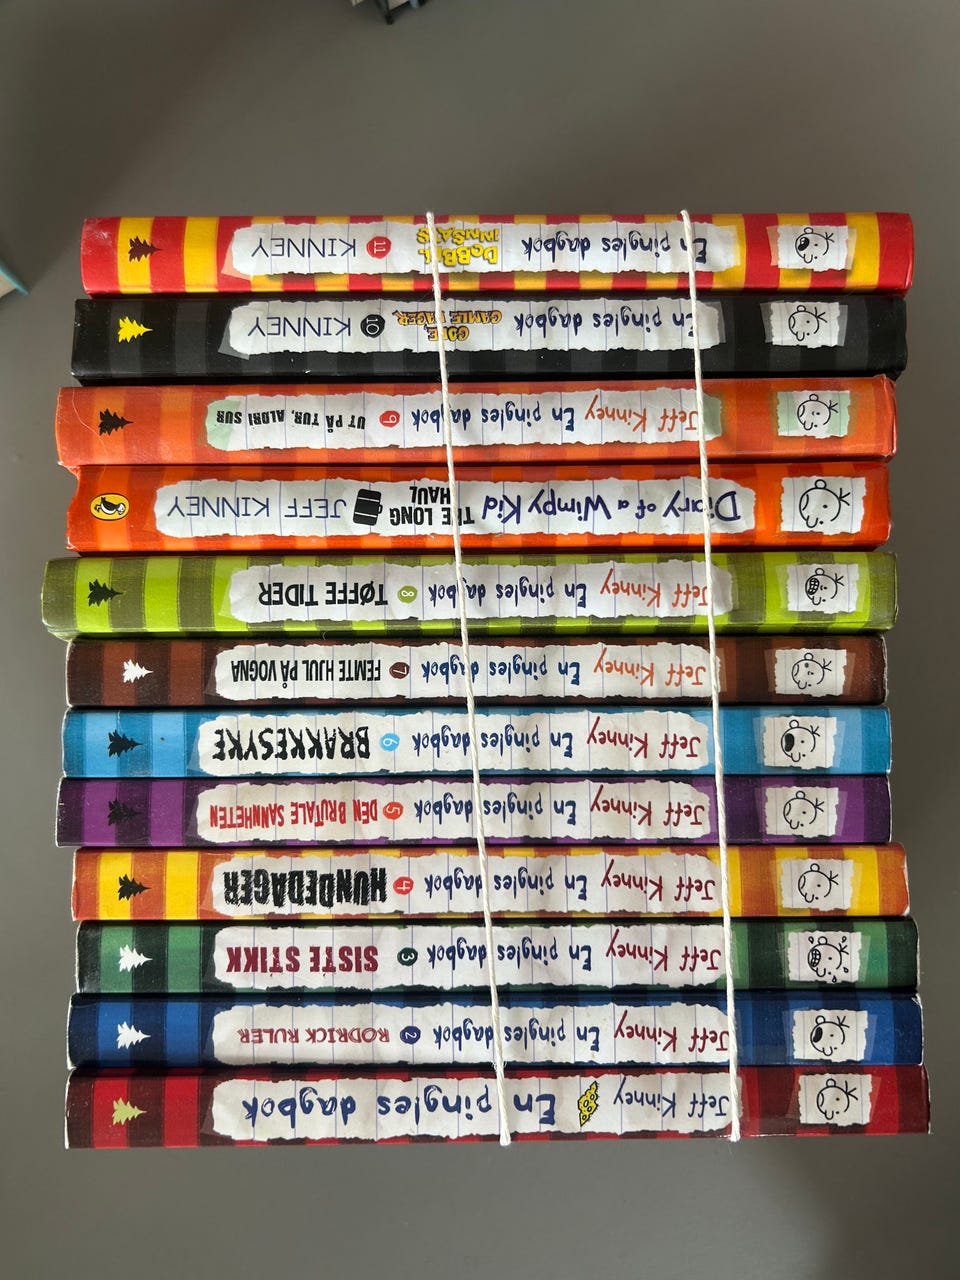 Jeff Kinney En pingles dagbok
Jeff Kinney En pingles dagbok 2 RODRICK RULER
Jeff Kinney En pingles dagbok 3 SISTE STIKK
Jeff Kinney En pingles dagbok 4 HUNDEDAGER
Jeff Kinney En pingles dagbok 5 DEN BRUTALE SANNHETEN
Jeff Kinney En pingles dagbok 6 BRAKKESYKE
Jeff Kinney En pingles dagbok 7 FEMTE HJUL PÅ VOGNA
Jeff Kinney En pingles dagbok 8 TØFFE TIDER
Diary of a Wimpy Kid THE LONG HAUL JEFF KINNEY
Jeff Kinney En pingles dagbok 9 UT PÅ TUR, ALDRI SUR
En pingles dagbok GODE, GAMLE DAGER 10 KINNEY
En pingles dagbok DOBBEL INNSATS 11 KINNEY